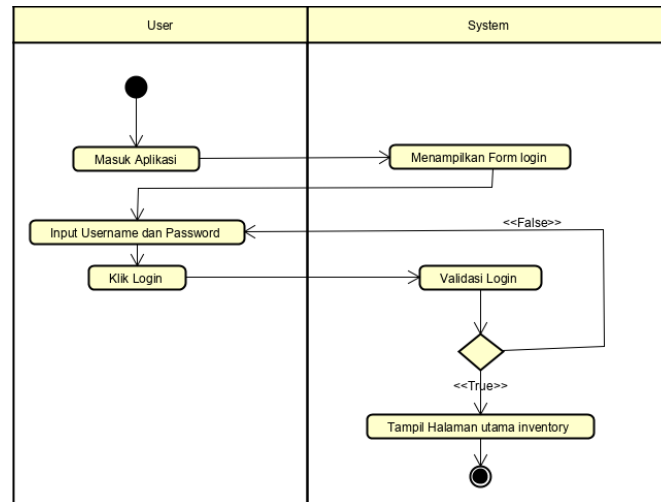 User
System
Masuk Aplikasi
Menampilkan Form login
Input Username dan Password
<<False>>
Klik Login
Validasi Login
<<True>>
Tampil Halaman utama inventory